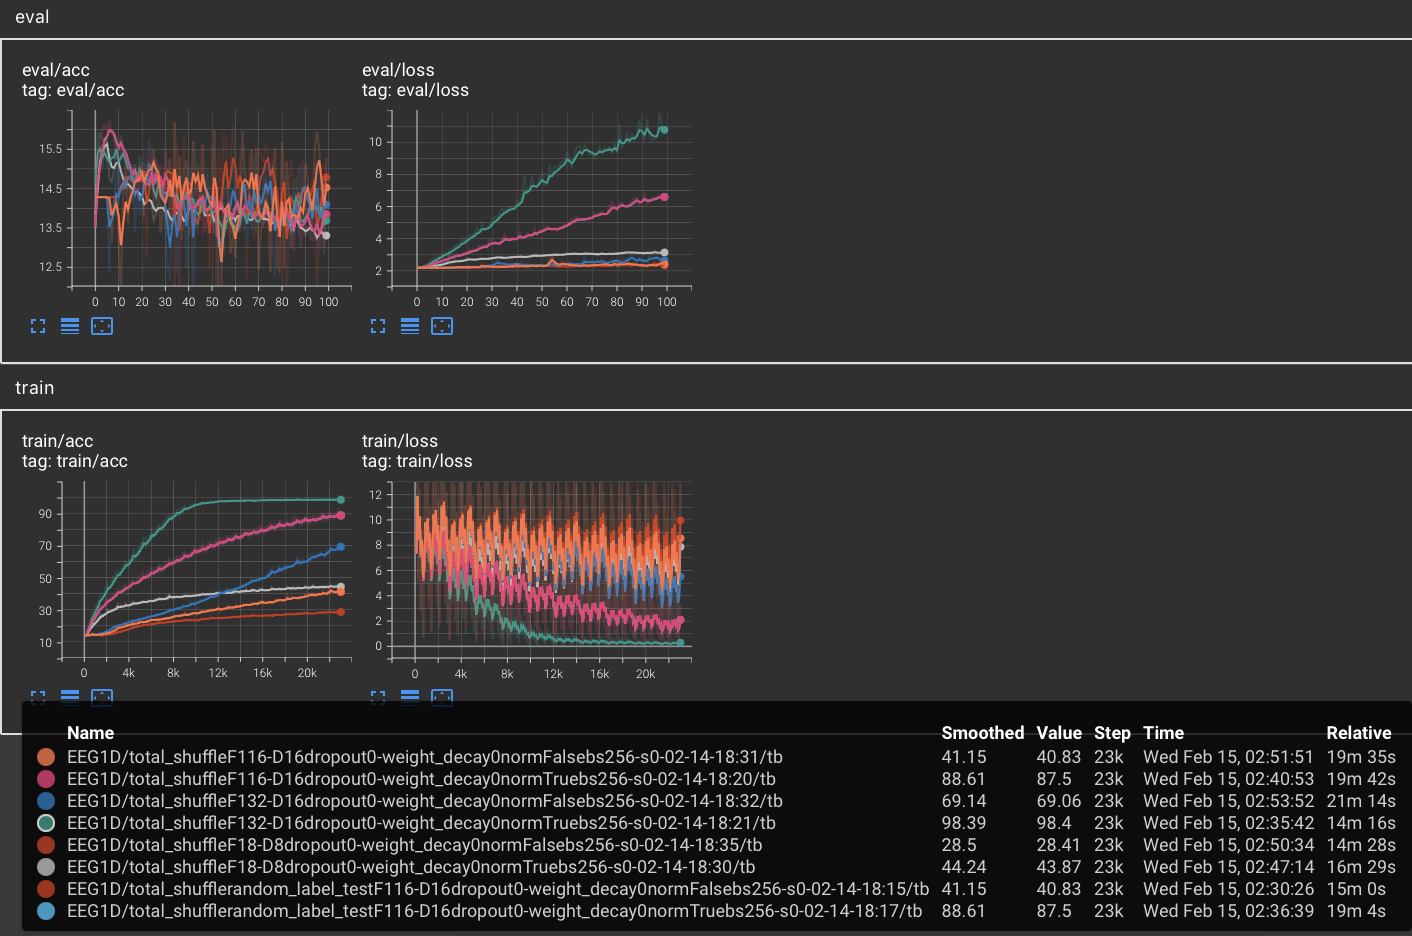 eval
eval/acc
tag: eval/acc
eval/loss
tag: eval/loss
15.5
14.5
13.5
12.5
0 10 20 30 40 50 60 70 80 90 100
10
8
6
4
2
0 10 20 30 40 50 60 70 80 90 100
train
train/acc
tag: train/acc
train/loss
tag: train/loss
90
70
50
30
10
0 4k 8k 12k 16k 20k
12
10
8
6
4
2
0
0 4k 8k 12k 16k 20k
Name Smoothed Value Step Time Relative
EEG1D/total_shuffleF116-D16dropout0-weight_decay0normFalsebs256-s0-02-14-18:31/tb 41.15 40.83 23k Wed Feb 15, 02:51:51 19m 35s
EEG1D/total_shuffleF116-D16dropout0-weight_decay0normTruebs256-s0-02-14-18:20/tb 88.61 87.5 23k Wed Feb 15, 02:40:53 19m 42s
EEG1D/total_shuffleF132-D16dropout0-weight_decay0normFalsebs256-s0-02-14-18:32/tb 69.14 69.06 23k Wed Feb 15, 02:53:52 21m 14s
EEG1D/total_shuffleF132-D16dropout0-weight_decay0normTruebs256-s0-02-14-18:21/tb 98.39 98.4 23k Wed Feb 15, 02:35:42 14m 16s
EEG1D/total_shuffleF18-D8dropout0-weight_decay0normFalsebs256-s0-02-14-18:35/tb 28.5 28.41 23k Wed Feb 15, 02:50:34 14m 28s
EEG1D/total_shuffleF18-D8dropout0-weight_decay0normTruebs256-s0-02-14-18:30/tb 44.24 43.87 23k Wed Feb 15, 02:47:14 16m 29s
EEG1D/total_shufflerandom_label_testF116-D16dropout0-weight_decay0normFalsebs256-s0-02-14-18:15/tb 41.15 40.83 23k Wed Feb 15, 02:30:26 15m 0s
EEG1D/total_shufflerandom_label_testF116-D16dropout0-weight_decay0normTruebs256-s0-02-14-18:17/tb 88.61 87.5 23k Wed Feb 15, 02:36:39 19m 4s